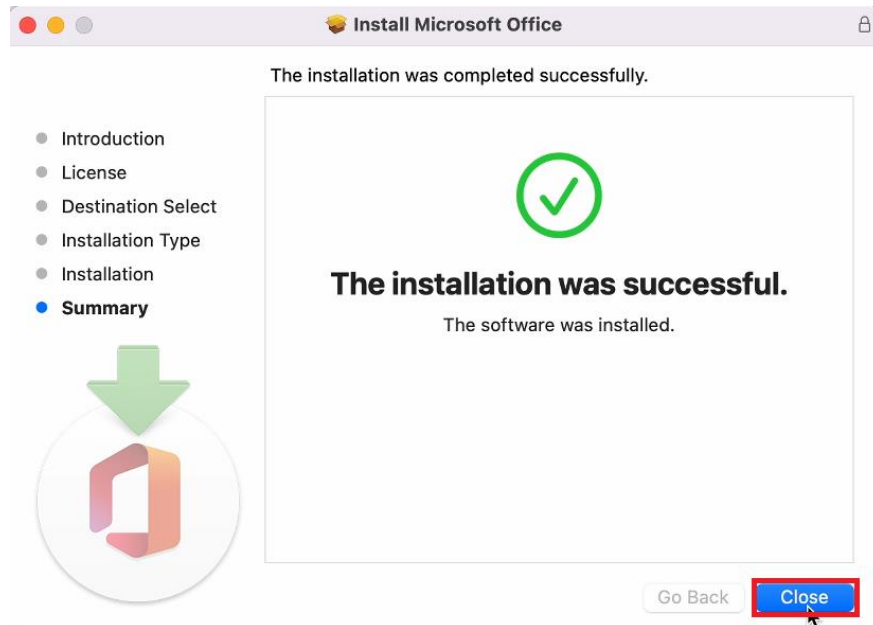 Install Microsoft Office
The installation was completed successfully.
Introduction
License
Destination Select
Installation Type
Installation
Summary
The installation was successful.
The software was installed.
Go Back
Close